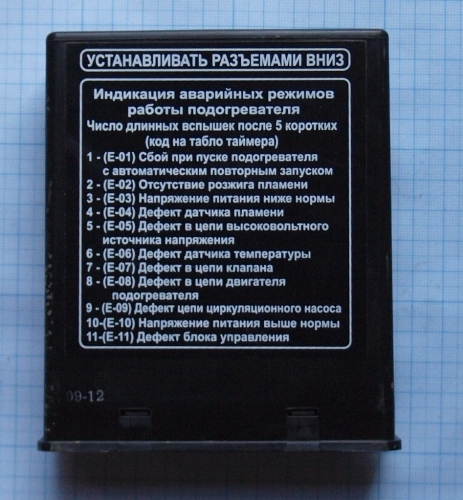 УСТАНАВЛИВАТЬ РАЗЪЕМАМИ ВНИЗ
Индикация аварийных режимов
работы подогревателя
Число длинных вспышек после 5 коротких
(код на табло таймера)
1 - (E-01) Сбой при пуске подогревателя
с автоматическим повторным запуском
2 - (E-02) Отсутствие розжига пламени
3 - (E-03) Напряжение питания ниже нормы
4 - (E-04) Дефект датчика пламени
5 - (E-05) Дефект в цепи высоковольтного
источника напряжения
6 - (E-06) Дефект датчика температуры
7 - (E-07) Дефект в цепи клапана
8 - (E-08) Дефект в цепи двигателя
подогревателя
9 - (E-09) Дефект цепи циркуляционного насоса
10-(E-10) Напряжение питания выше нормы
11-(E-11) Дефект блока управления
09-12